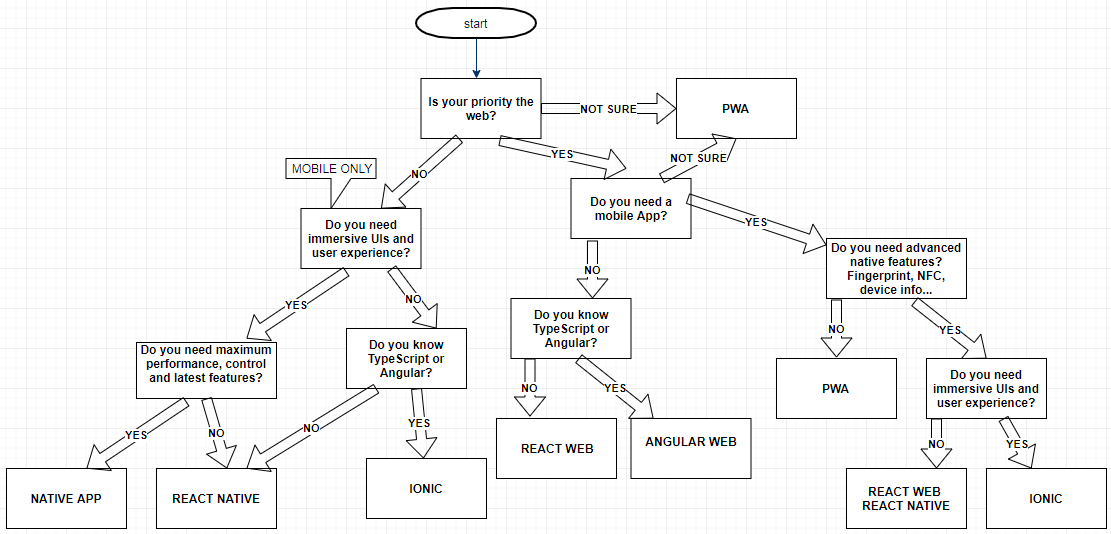 start
Is your priority the
web?
NOT SURE
PWA
NO
YES
NOT SURE
MOBILE ONLY
Do you need
immersive UIs and
user experience?
Do you need a
mobile App?
YES
Do you need advanced
native features?
Fingerprint, NFC,
device info...
YES
NO
NO
Do you know
TypeScript or
Angular?
NO
YES
Do you need maximum
performance, control
and latest features?
Do you know
TypeScript or
Angular?
PWA
Do you need
immersive UIs and
user experience?
YES
NO
NO
YES
NO
YES
NO
YES
NATIVE APP
REACT NATIVE
IONIC
REACT WEB
ANGULAR WEB
REACT WEB
REACT NATIVE
IONIC